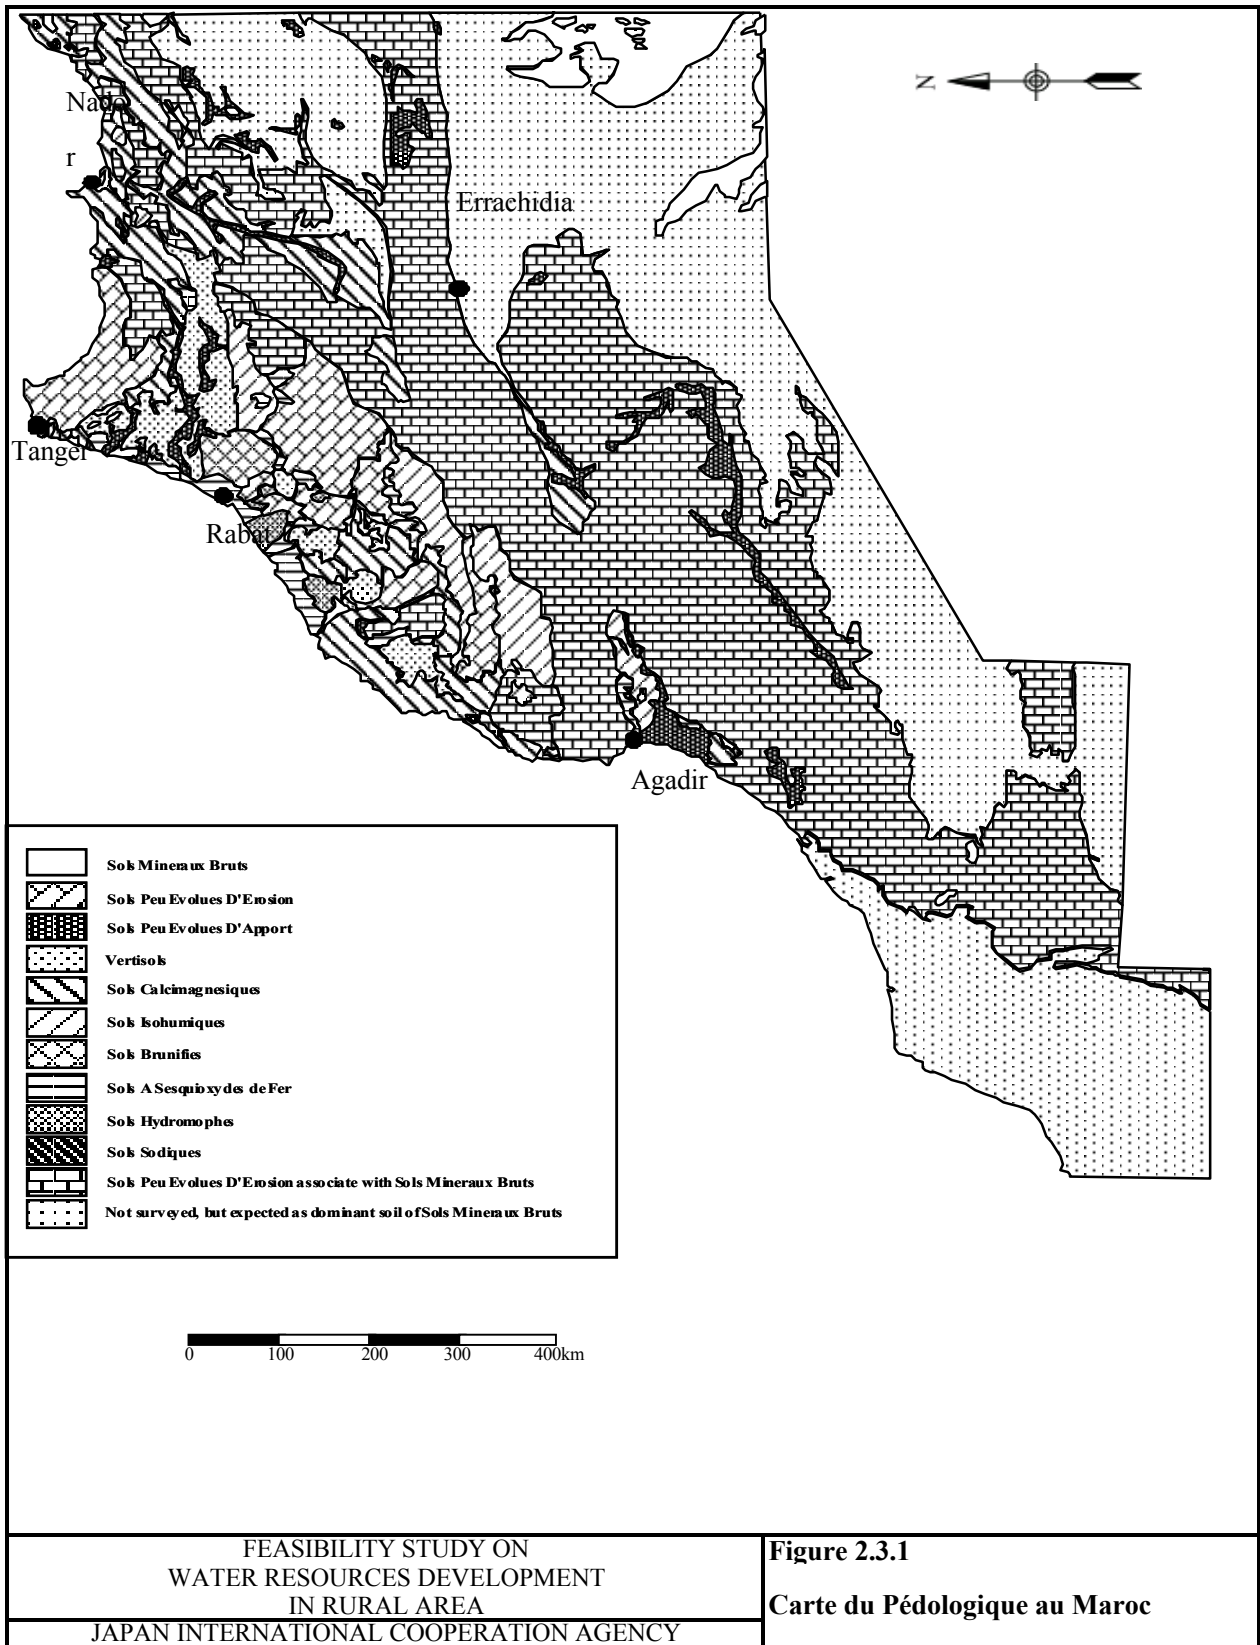 N
Nado
r
Errachidia
Tanger
Rabat
Agadir
Sols Mineraux Bruts
Sols Peu Evolues D'Erosion
Sols Peu Evolues D'Apport
Vertisols
Sols Calcimagnesiques
Sols Isohumiques
Sols Brunifies
Sols A Sesquioxydes de Fer
Sols Hydromophes
Sols Sodiques
Sols Peu Evolues D'Erosion associate with Sols Mineraux Bruts
Not surveyed, but expected as dominant soil of Sols Mineraux Bruts
0 100 200 300 400km
FEASIBILITY STUDY ON
WATER RESOURCES DEVELOPMENT
IN RURAL AREA
JAPAN INTERNATIONAL COOPERATION AGENCY
Figure 2.3.1
Carte du Pédologique au Maroc